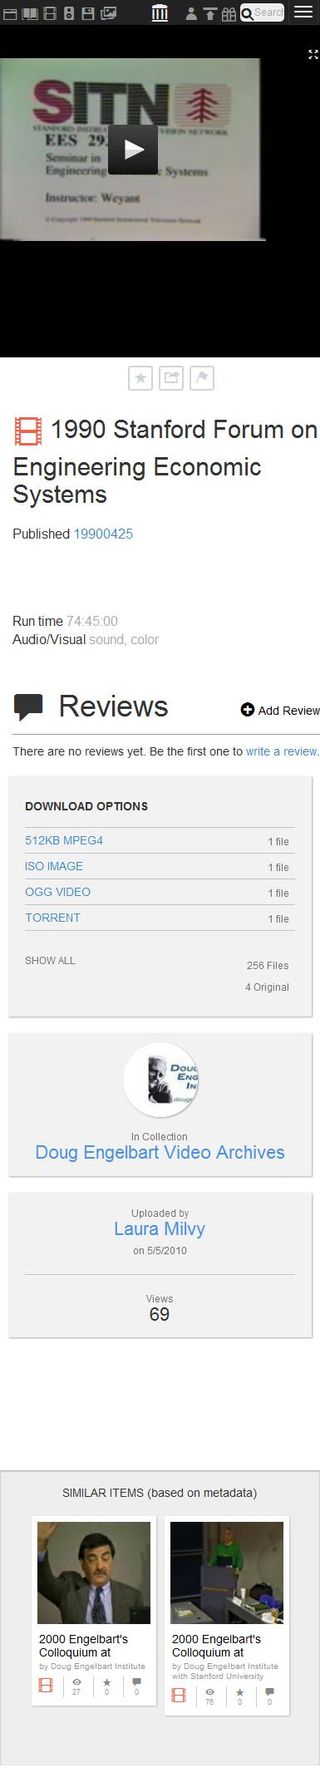 Search
SITN
STANFORD INSTRUCTIONAL TELEVISION NETWORK
EES 29
Seminar in
Engineering Economic Systems
Instructor: Weyant
© Copyright 1990 Stanford Instructional Television Network
1990 Stanford Forum on
Engineering Economic
Systems
Published 19900425
Run time 74:45:00
Audio/Visual sound, color
Reviews
Add Review
There are no reviews yet. Be the first one to write a review.
DOWNLOAD OPTIONS
512KB MPEG4 1 file
ISO IMAGE 1 file
OGG VIDEO 1 file
TORRENT 1 file
SHOW ALL 256 Files
4 Original
DOUG
ENG
IN
douge
In Collection
Doug Engelbart Video Archives
Uploaded by
Laura Milvy
on 5/5/2010
Views
69
SIMILAR ITEMS (based on metadata)
2000 Engelbart's
Colloquium at
by Doug Engelbart Institute
27 0 0
2000 Engelbart's
Colloquium at
by Doug Engelbart Institute
with Stanford University
76 0 0